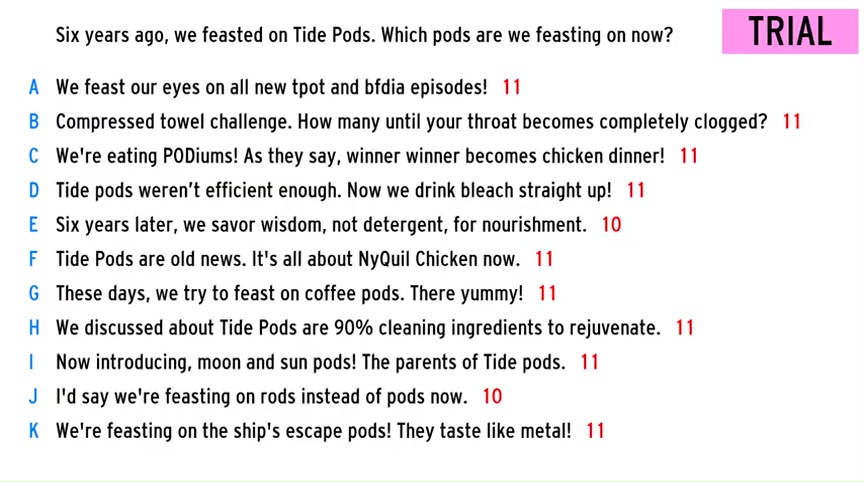 Six years ago, we feasted on Tide Pods. Which pods are we feasting on now?
TRIAL
A We feast our eyes on all new tpot and bfdia episodes! 11
B Compressed towel challenge. How many until your throat becomes completely clogged? 11
C We're eating PODiums! As they say, winner winner becomes chicken dinner! 11
D Tide pods weren’t efficient enough. Now we drink bleach straight up! 11
E Six years later, we savor wisdom, not detergent, for nourishment. 10
F Tide Pods are old news. It's all about NyQuil Chicken now. 11
G These days, we try to feast on coffee pods. There yummy! 11
H We discussed about Tide Pods are 90% cleaning ingredients to rejuvenate. 11
I Now introducing, moon and sun pods! The parents of Tide pods. 11
J I'd say we're feasting on rods instead of pods now. 10
K We're feasting on the ship's escape pods! They taste like metal! 11